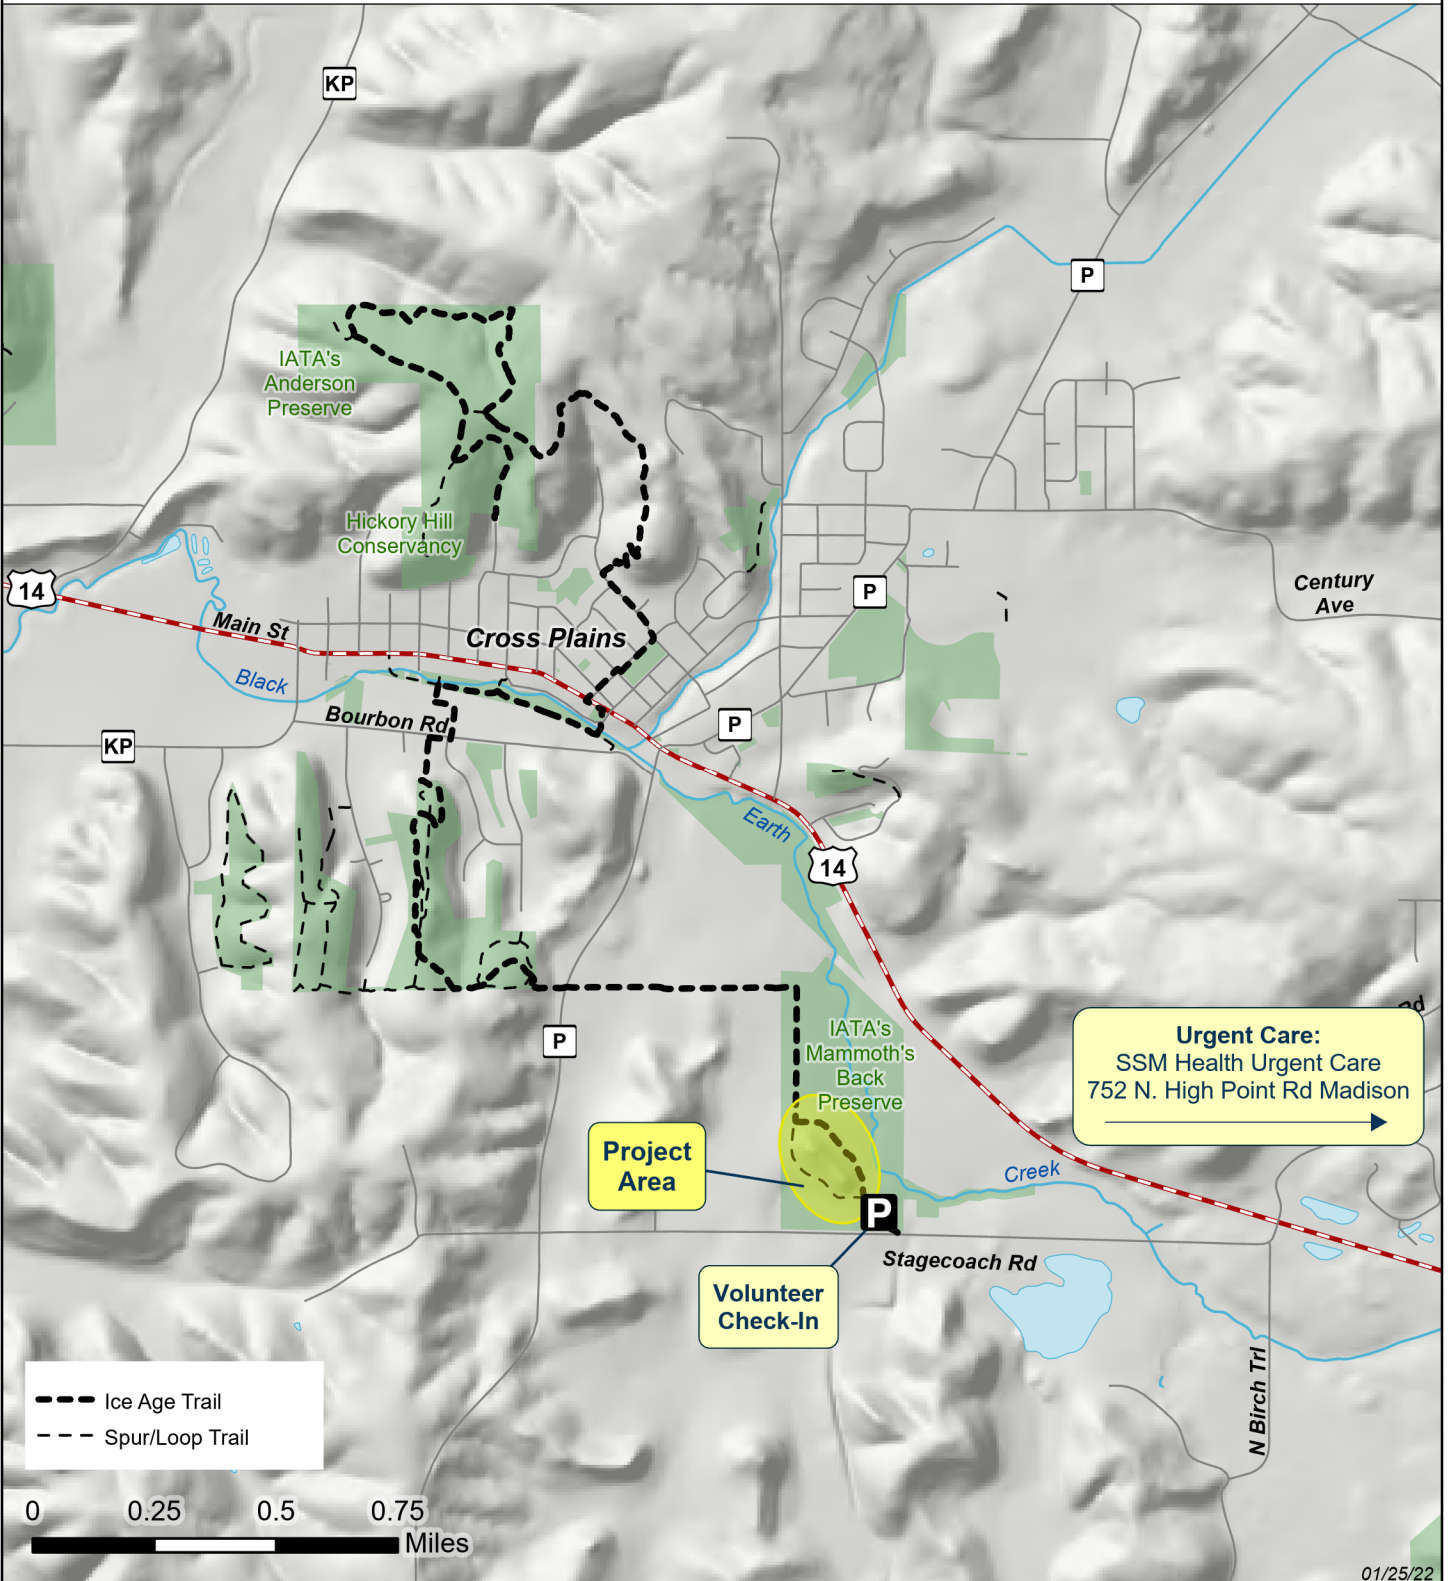 KP
P
IATA's
Anderson
Preserve
Hickory Hill
Conservancy
14
Main St
Cross Plains
P
Century
Ave
Black
Bourbon Rd
P
KP
Earth
14
Rd
Urgent Care:
SSM Health Urgent Care
752 N. High Point Rd Madison
IATA's
Mammoth's
Back
Preserve
P
Project
Area
Creek
P
Stagecoach Rd
Volunteer
Check-In
N Birch Trl
Ice Age Trail
Spur/Loop Trail
0 0.25 0.5 0.75
Miles
01/25/22